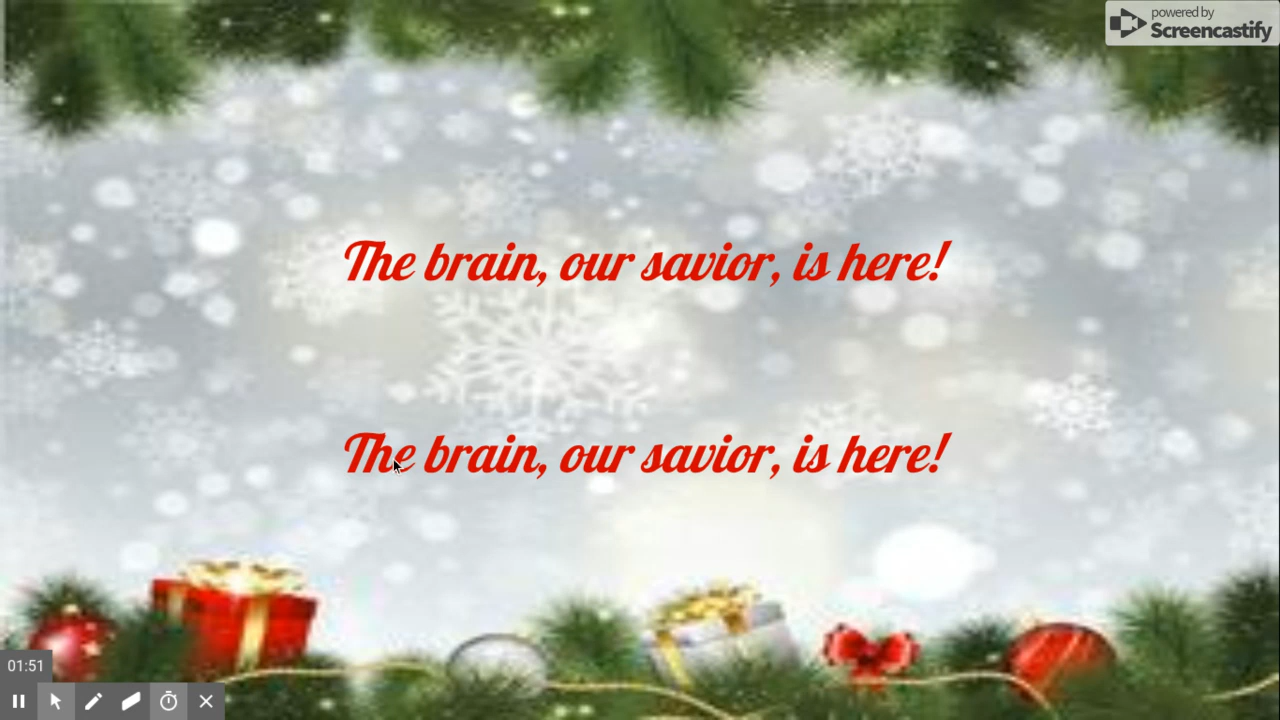 powered by
Screencastify
The brain, our savior, is here!
The brain, our savior, is here!
01:51